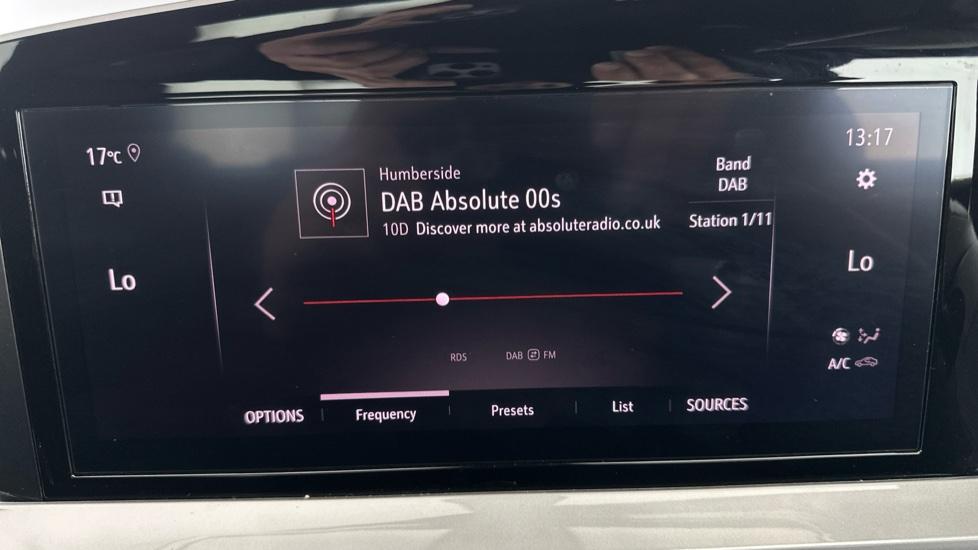 17°C
13:17
Humberside
DAB Absolute 00s
10D Discover more at absoluteradio.co.uk
Band
DAB
Station 1/11
Lo
Lo
RDS
DAB FM
A/C
OPTIONS
Frequency
Presets
List
SOURCES